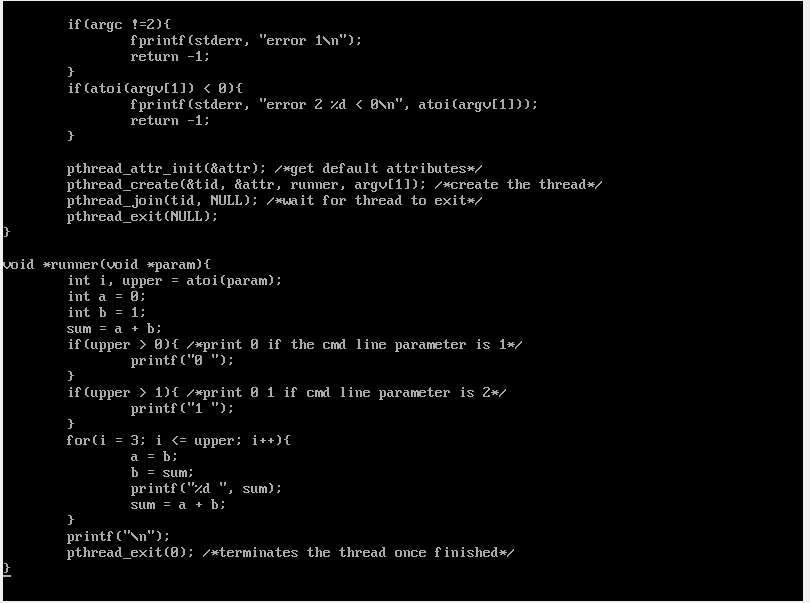 if(argc !=2){
fprintf(stderr, "error 1\n");
return -1;
}
if(atoi(argv[1]) < 0){
fprintf(stderr, "error 2 %d < 0\n", atoi(argv[1]));
return -1;
}
pthread_attr_init(&attr); /*get default attributes*/
pthread_create(&tid, &attr, runner, argv[1]); /*create the thread*/
pthread_join(tid, NULL); /*wait for thread to exit*/
pthread_exit(NULL);
}
void *runner(void *param){
int i, upper = atoi(param);
int a = 0;
int b = 1;
sum = a + b;
if(upper > 0){ /*print 0 if the cmd line parameter is 1*/
printf("0 ");
}
if(upper > 1){ /*print 0 1 if cmd line parameter is 2*/
printf("1 ");
}
for(i = 3; i <= upper; i++){
a = b;
b = sum;
printf("%d ", sum);
sum = a + b;
}
printf("\n");
pthread_exit(0); /*terminates the thread once finished*/
}